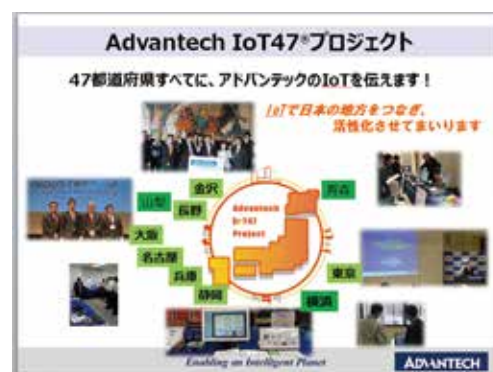 Advantech IoT47®プロジェクト
47都道府県すべてに、アドバンテックのIoTを伝えます！
IoTで日本の地方をつなぎ、
活性化させてまいります
金沢
山梨
長野
大阪
名古屋
兵庫
静岡
Advantech
Project
東京
横浜
Enabling an Intelligent Planet
ADVANTECH